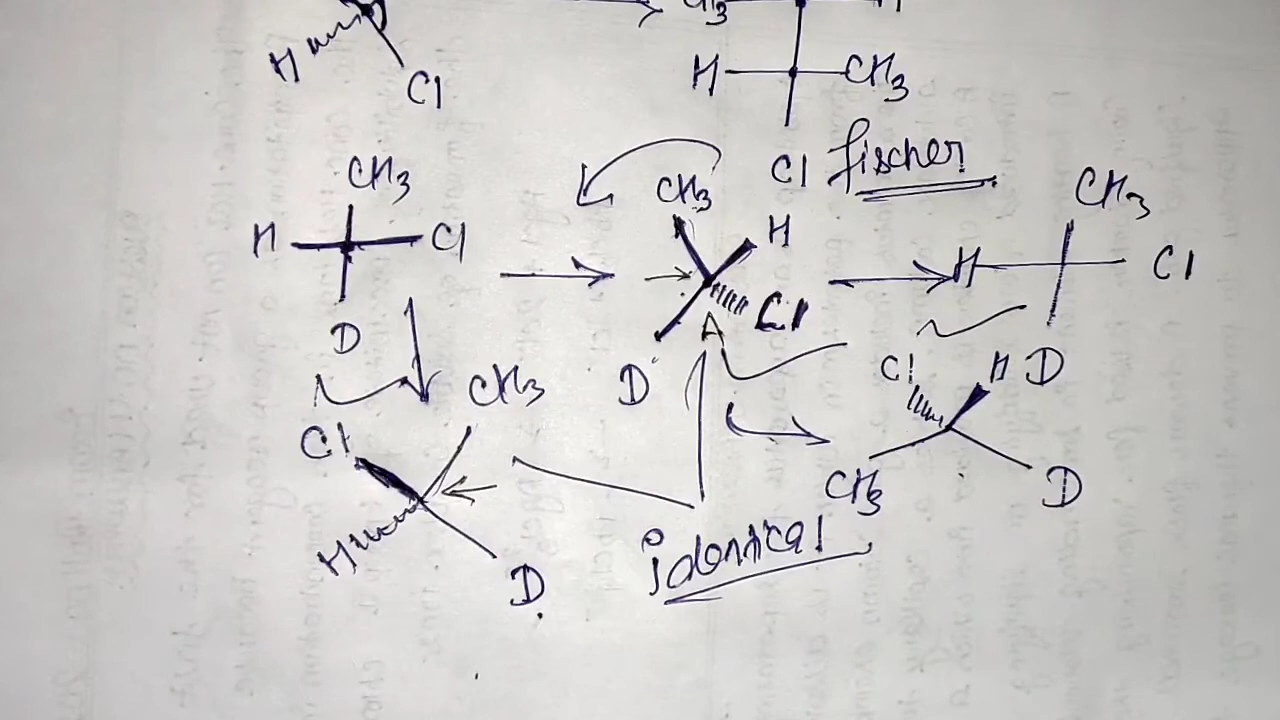 CH3 H
H Cl
H CH3
Cl Fischer
CH3
H Cl
D
CH3 H
Cl
D
A
CH3
H Cl
D
Cl CH3
H
D
Cl H
CH3 D
identical